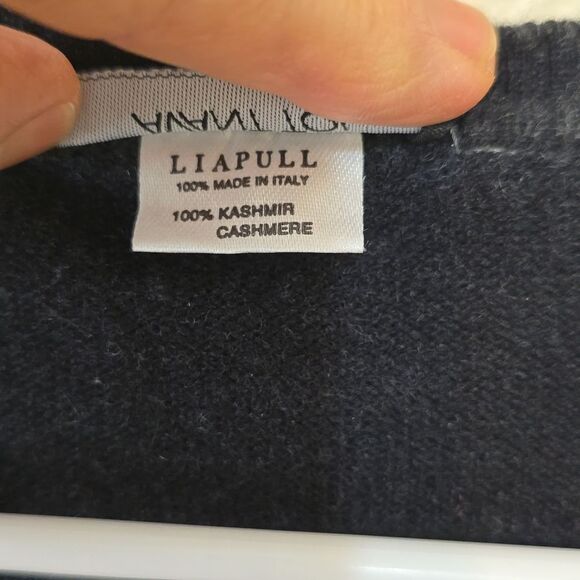 LIAPULL
100% MADE IN ITALY
100% KASHMIR
CASHMERE